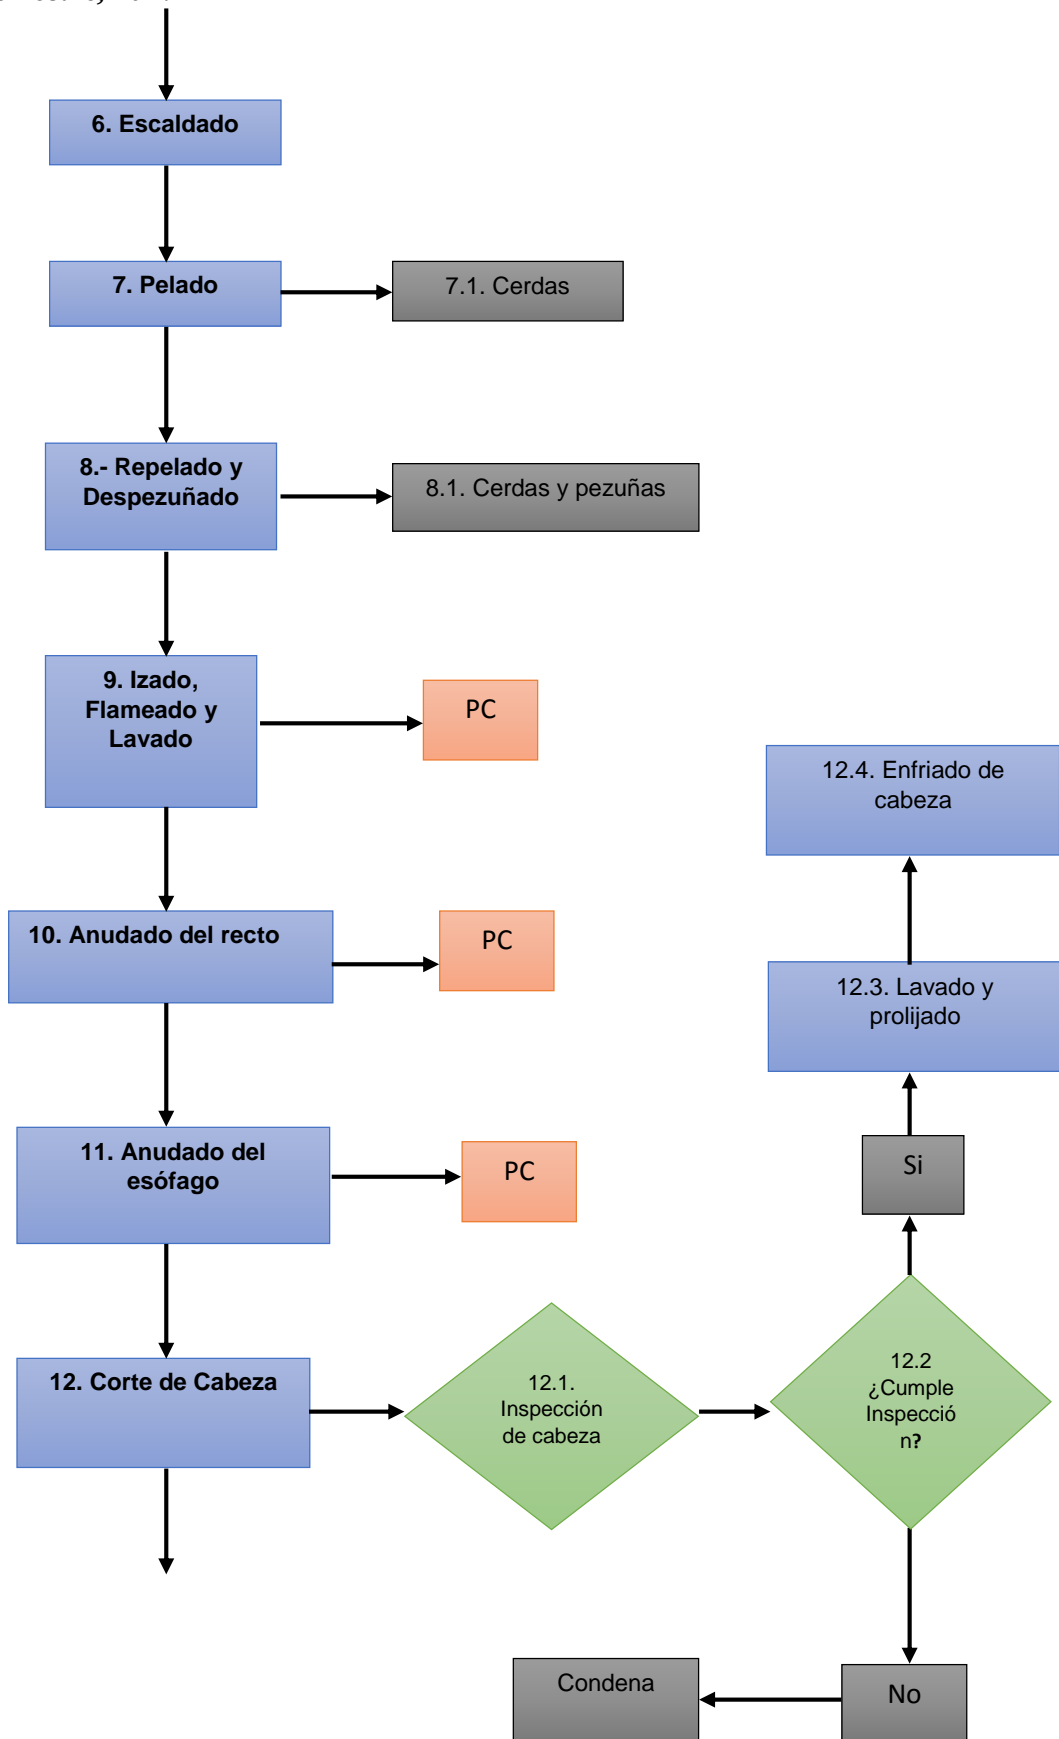 6. Escaldado
7. Pelado
7.1. Cerdas
8.- Repelado y
Despezuñado
8.1. Cerdas y pezuñas
9. Izado,
Flameado y
Lavado
PC
12.4. Enfriado de
cabeza
10. Anudado del recto
PC
12.3. Lavado y
prolijado
11. Anudado del
esófago
PC
Si
12. Corte de Cabeza
12.1.
Inspección
de cabeza
12.2
¿Cumple
Inspecció
n?
Condena
No